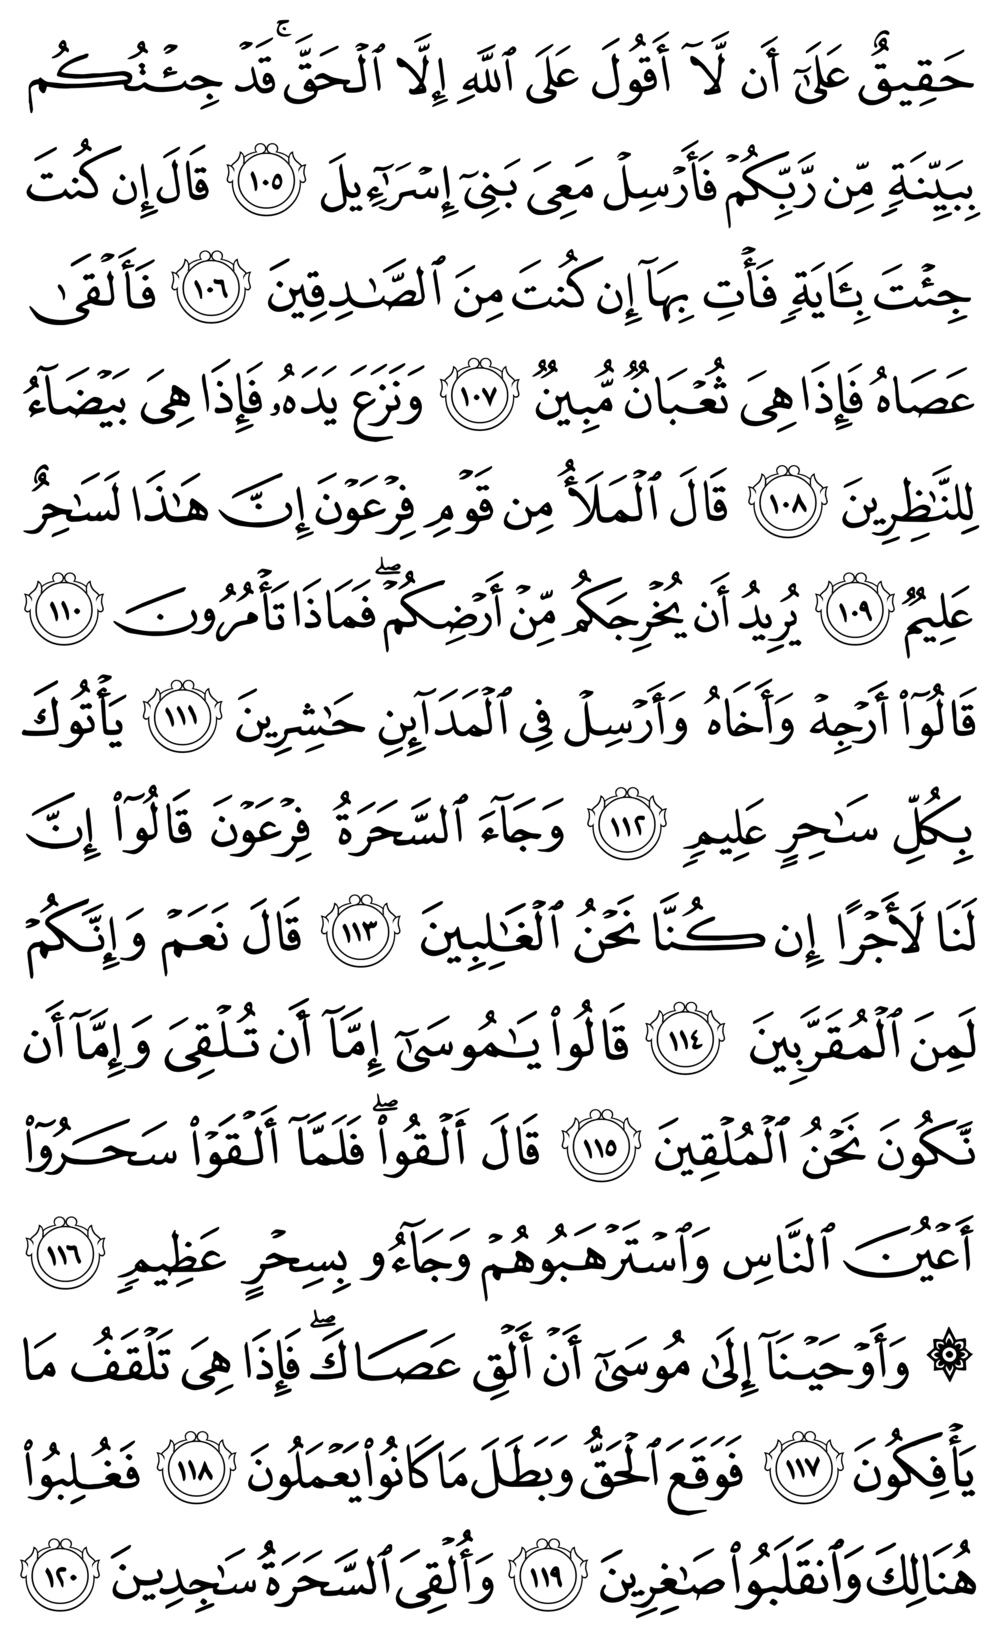 حَقِيقٌ عَلَىٰٓ أَن لَّآ أَقُولَ عَلَى ٱللَّهِ إِلَّا ٱلْحَقَّ ۚ قَدْ جِئْتُكُم
بِبَيِّنَةٍ مِّن رَّبِّكُمْ فَأَرْسِلْ مَعِىَ بَنِىٓ إِسْرَٰٓءِيلَ ١٠٥ قَالَ إِن كُنتَ
جِئْتَ بِـَٔايَةٍ فَأْتِ بِهَآ إِن كُنتَ مِنَ ٱلصَّـٰدِقِينَ ١٠٦ فَأَلْقَىٰ
عَصَاهُ فَإِذَا هِىَ ثُعْبَانٌ مُّبِينٌ ١٠٧ وَنَزَعَ يَدَهُۥ فَإِذَا هِىَ بَيْضَآءُ
لِلنَّـٰظِرِينَ ١٠٨ قَالَ ٱلْمَلَأُ مِن قَوْمِ فِرْعَوْنَ إِنَّ هَـٰذَا لَسَـٰحِرٌ
عَلِيمٌ ١٠٩ يُرِيدُ أَن يُخْرِجَكُم مِّنْ أَرْضِكُمْ ۖ فَمَاذَا تَأْمُرُونَ ١١٠
قَالُوٓا۟ أَرْجِهْ وَأَخَاهُ وَأَرْسِلْ فِى ٱلْمَدَآئِنِ حَـٰشِرِينَ ١١١ يَأْتُوكَ
بِكُلِّ سَـٰحِرٍ عَلِيمٍ ١١٢ وَجَآءَ ٱلسَّحَرَةُ فِرْعَوْنَ قَالُوٓا۟ إِنَّ
لَنَا لَأَجْرًا إِن كُنَّا نَحْنُ ٱلْغَـٰلِبِينَ ١١٣ قَالَ نَعَمْ وَإِنَّكُمْ
لَمِنَ ٱلْمُقَرَّبِينَ ١١٤ قَالُوا۟ يَـٰمُوسَىٰٓ إِمَّآ أَن تُلْقِىَ وَإِمَّآ أَن
نَّكُونَ نَحْنُ ٱلْمُلْقِينَ ١١٥ قَالَ أَلْقُوا۟ ۖ فَلَمَّآ أَلْقَوْا۟ سَحَرُوٓا۟
أَعْيُنَ ٱلنَّاسِ وَٱسْتَرْهَبُوهُمْ وَجَآءُو بِسِحْرٍ عَظِيمٍ ١١٦
۞ وَأَوْحَيْنَآ إِلَىٰ مُوسَىٰٓ أَنْ أَلْقِ عَصَاكَ ۖ فَإِذَا هِىَ تَلْقَفُ مَا
يَأْفِكُونَ ١١٧ فَوَقَعَ ٱلْحَقُّ وَبَطَلَ مَا كَانُوا۟ يَعْمَلُونَ ١١٨ فَغُلِبُوا۟
هُنَالِكَ وَٱنقَلَبُوا۟ صَـٰغِرِينَ ١١٩ وَأُلْقِىَ ٱلسَّحَرَةُ سَـٰجِدِينَ ١٢٠